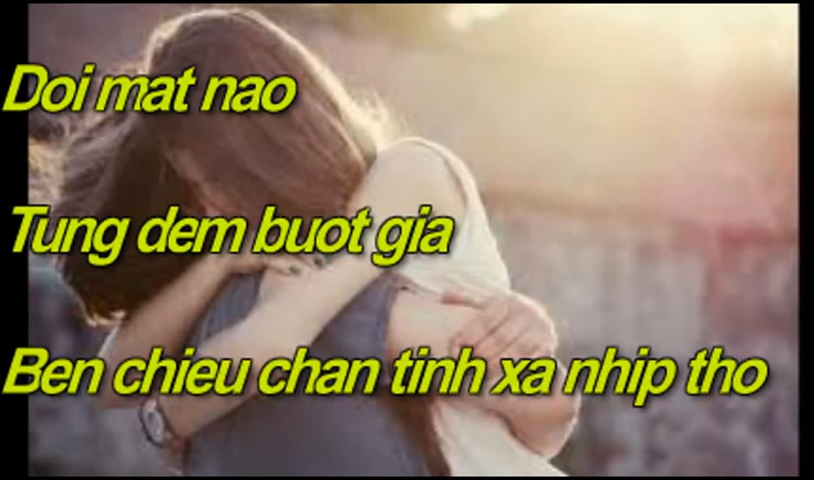 Doi mat nao
Tung dem buot gia
Ben chieu chan tinh xa nhip tho